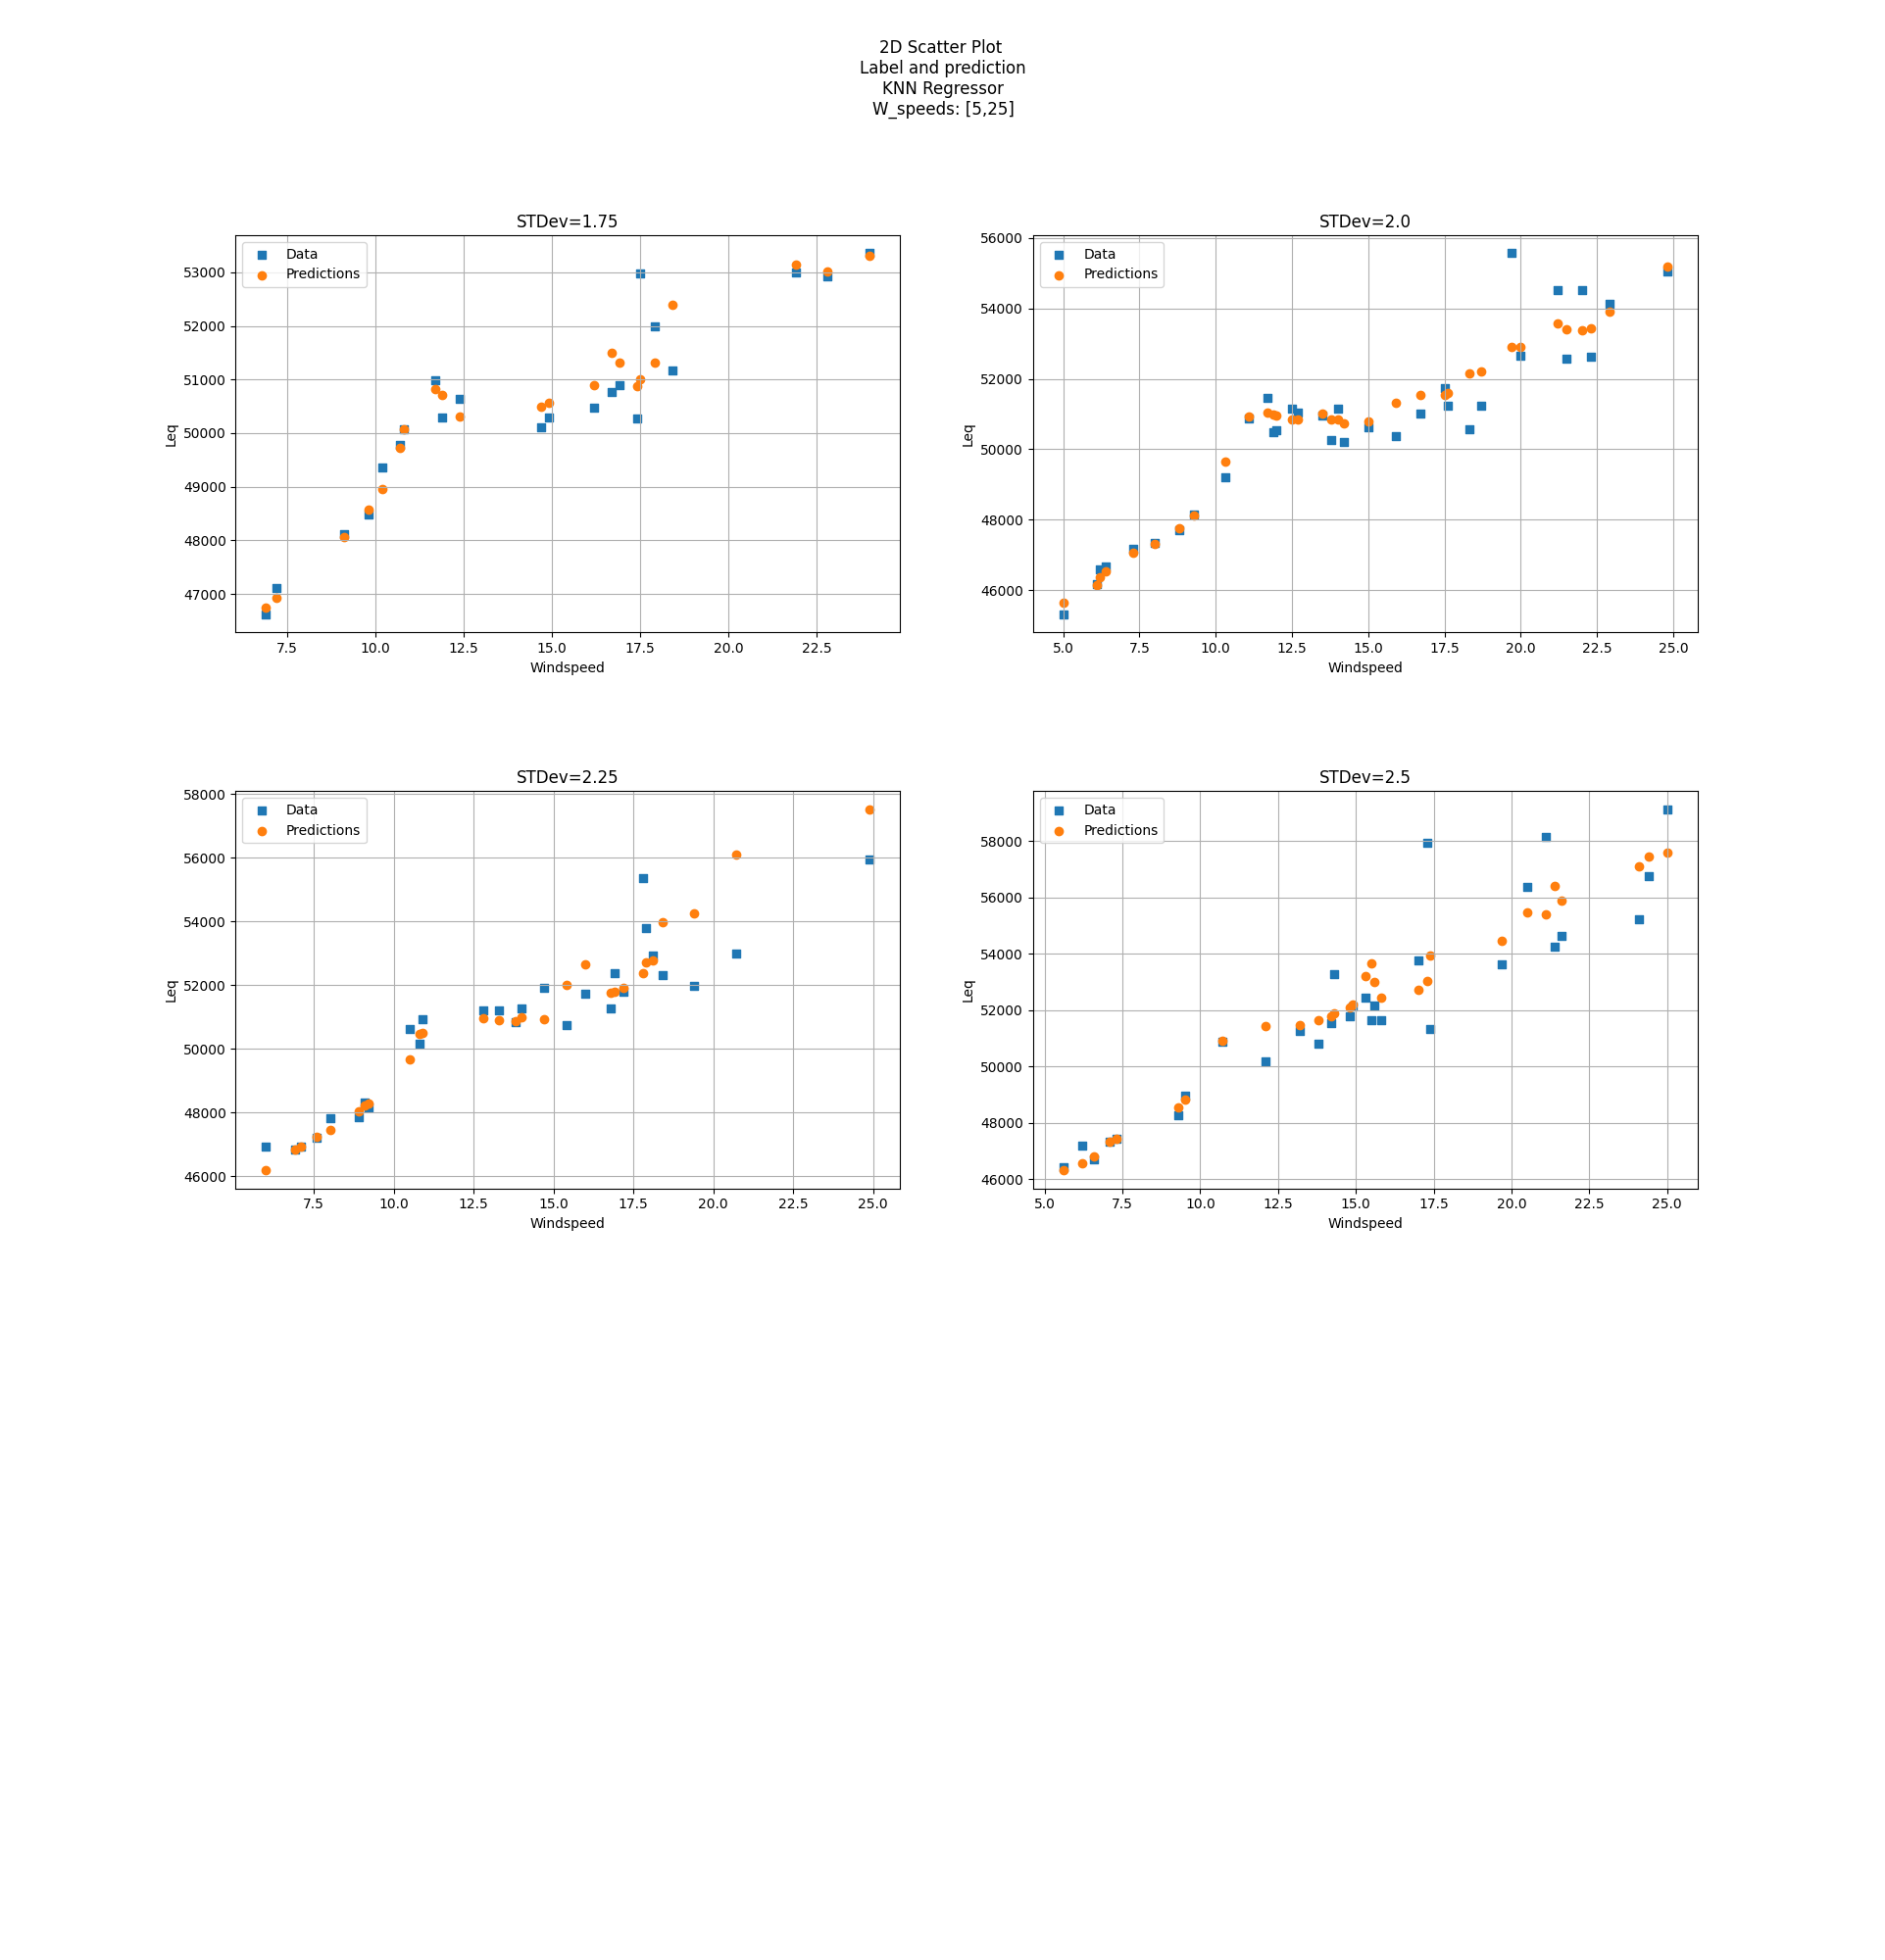 2D Scatter Plot
Label and prediction
KNN Regressor
W_speeds: [5,25]
STDev=1.75
Data
Predictions
53000
52000
51000
50000
49000
48000
47000
Leq
7.5 10.0 12.5 15.0 17.5 20.0 22.5
Windspeed
STDev=2.0
Data
Predictions
56000
54000
52000
50000
48000
46000
Leq
5.0 7.5 10.0 12.5 15.0 17.5 20.0 22.5 25.0
Windspeed
STDev=2.25
Data
Predictions
58000
56000
54000
52000
50000
48000
46000
Leq
7.5 10.0 12.5 15.0 17.5 20.0 22.5 25.0
Windspeed
STDev=2.5
Data
Predictions
58000
56000
54000
52000
50000
48000
46000
Leq
5.0 7.5 10.0 12.5 15.0 17.5 20.0 22.5 25.0
Windspeed